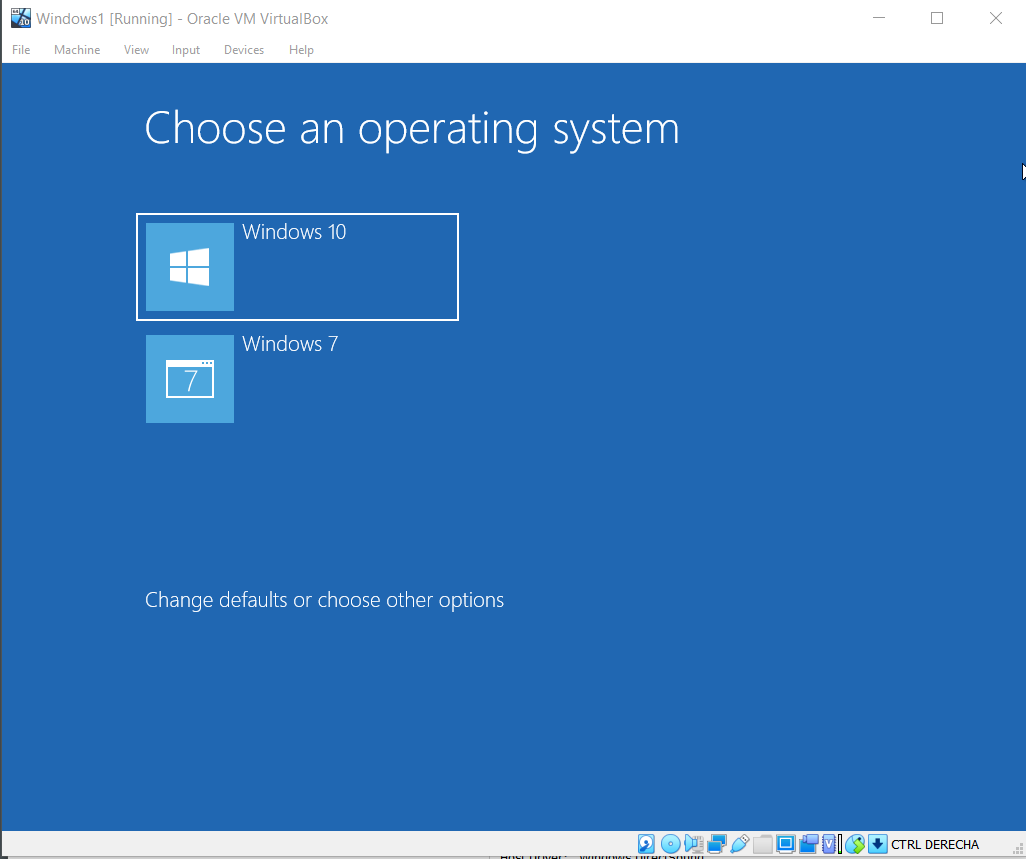 Windows1 [Running] - Oracle VM VirtualBox
File Machine View Input Devices Help
Choose an operating system
Windows 10
7
Windows 7
Change defaults or choose other options
CTRL DERECHA